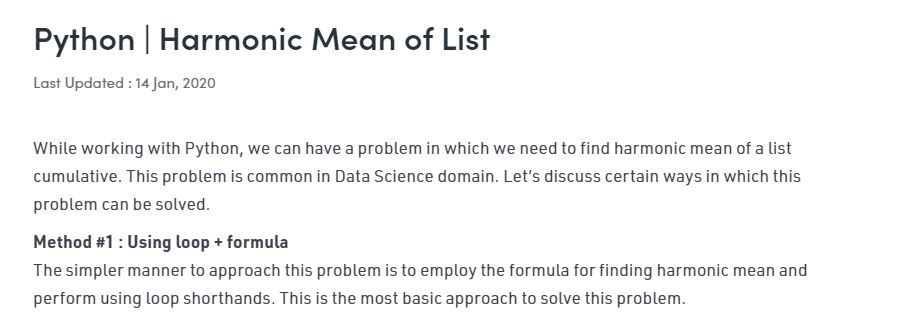 Python | Harmonic Mean of List
Last Updated : 14 Jan, 2020
While working with Python, we can have a problem in which we need to find harmonic mean of a list
cumulative. This problem is common in Data Science domain. Let’s discuss certain ways in which this
problem can be solved.
Method #1 : Using loop + formula
The simpler manner to approach this problem is to employ the formula for finding harmonic mean and
perform using loop shorthands. This is the most basic approach to solve this problem.